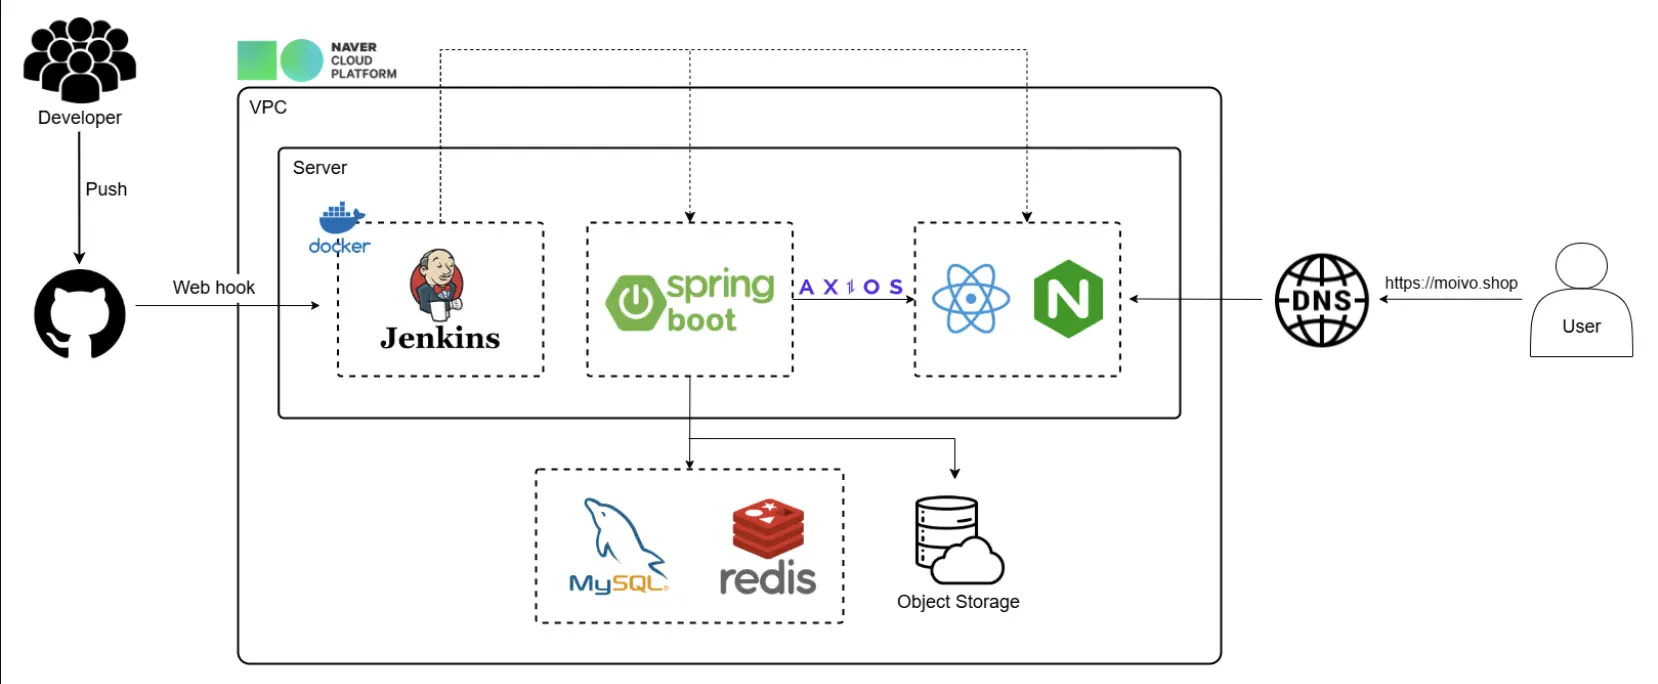 Developer
Push
Web hook
NAVER
CLOUD
PLATFORM
VPC
Server
docker
Jenkins
spring
boot
AXIOS
N
DNS
https://moivo.shop
User
MySQL®
redis
Object Storage